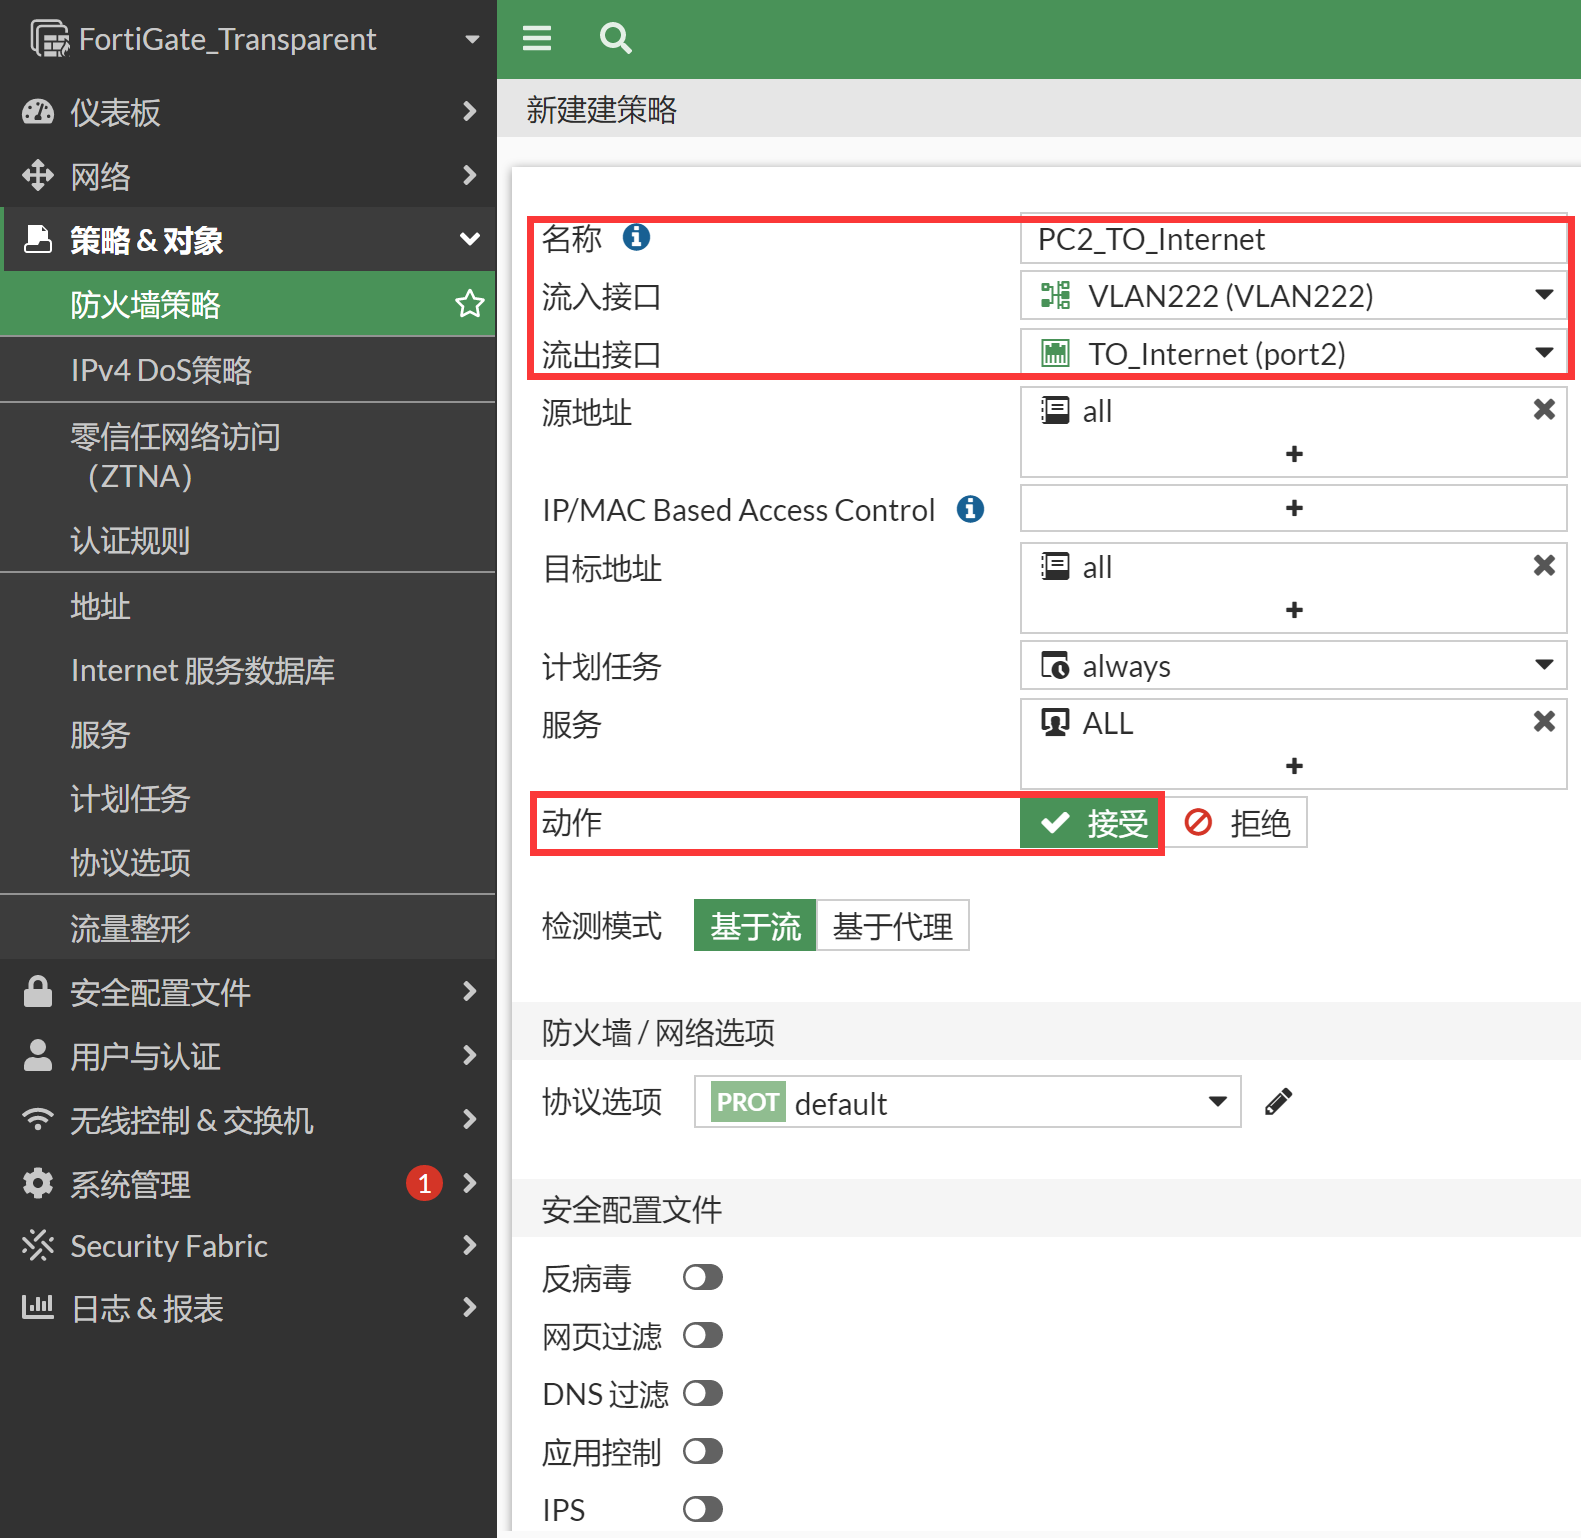 FortiGate_Transparent
仪表板
网络
策略 & 对象
防火墙策略
IPv4 DoS策略
零信任网络访问
（ZTNA）
认证规则
地址
Internet 服务数据库
服务
计划任务
协议选项
流量整形
安全配置文件
用户与认证
无线控制 & 交换机
系统管理 1
Security Fabric
日志 & 报表
新建建策略
名称 PC2_TO_Internet
流入接口 VLAN222 (VLAN222)
流出接口 TO_Internet (port2)
源地址 all
+
IP/MAC Based Access Control +
目标地址 all
+
计划任务 always
服务 ALL
+
动作 接受 拒绝
检测模式 基于流 基于代理
防火墙 / 网络选项
协议选项 PROT default
安全配置文件
反病毒
网页过滤
DNS 过滤
应用控制
IPS